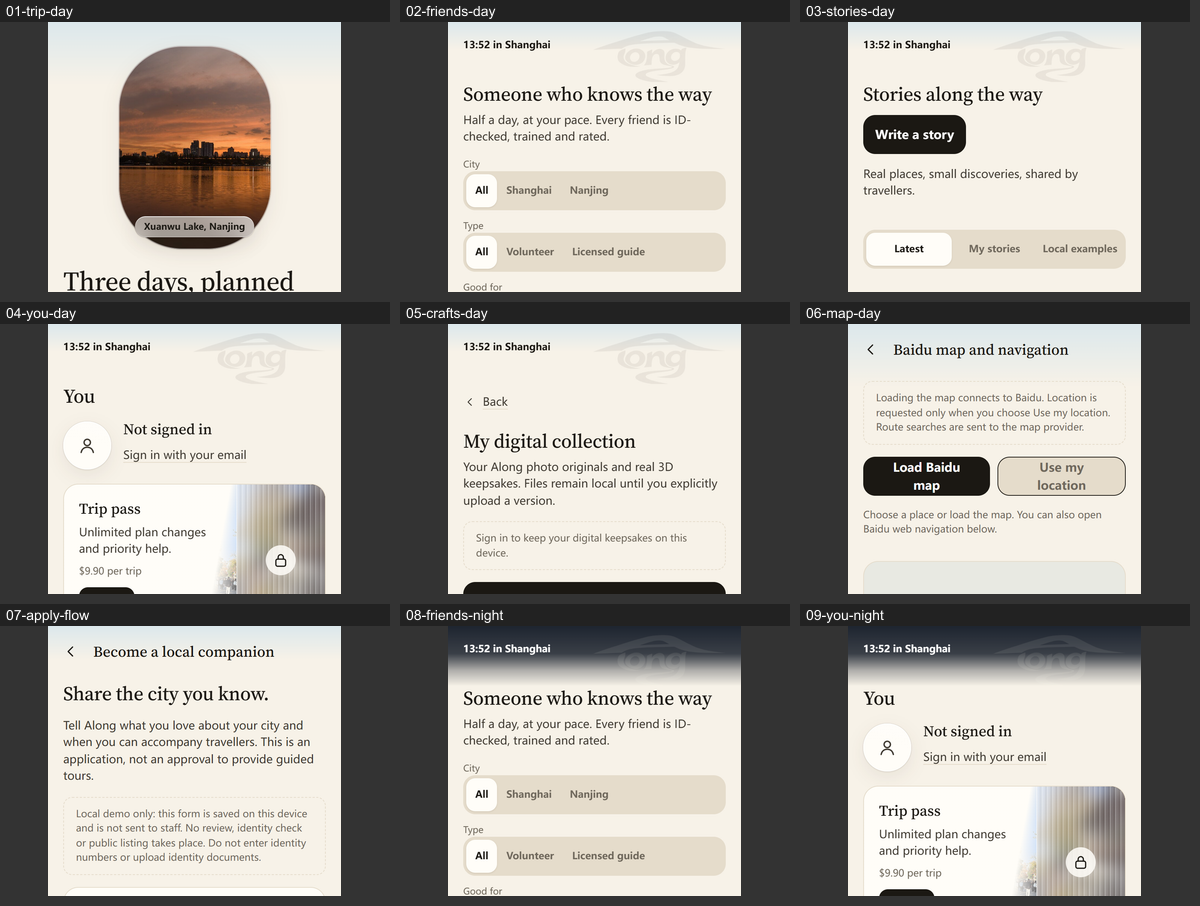 01-trip-day
Xuanwu Lake, Nanjing
Three days, planned
02-friends-day
13:52 in Shanghai
ong
Someone who knows the way
Half a day, at your pace. Every friend is ID-
checked, trained and rated.
City
All Shanghai Nanjing
Type
All Volunteer Licensed guide
Good for
03-stories-day
13:52 in Shanghai
ong
Stories along the way
Write a story
Real places, small discoveries, shared by
travellers.
Latest My stories Local examples
04-you-day
13:52 in Shanghai
ong
You
Not signed in
Sign in with your email
Trip pass
Unlimited plan changes
and priority help.
$9.90 per trip
05-crafts-day
13:52 in Shanghai
ong
Back
My digital collection
Your Along photo originals and real 3D
keepsakes. Files remain local until you explicitly
upload a version.
Sign in to keep your digital keepsakes on this
device.
06-map-day
Baidu map and navigation
Loading the map connects to Baidu. Location is
requested only when you choose Use my location.
Route searches are sent to the map provider.
Load Baidu
map
Use my
location
Choose a place or load the map. You can also open
Baidu web navigation below.
07-apply-flow
Become a local companion
Share the city you know.
Tell Along what you love about your city and
when you can accompany travellers. This is an
application, not an approval to provide guided
tours.
Local demo only: this form is saved on this device
and is not sent to staff. No review, identity check
or public listing takes place. Do not enter identity
numbers or upload identity documents.
08-friends-night
13:52 in Shanghai
ong
Someone who knows the way
Half a day, at your pace. Every friend is ID-
checked, trained and rated.
City
All Shanghai Nanjing
Type
All Volunteer Licensed guide
Good for
09-you-night
13:52 in Shanghai
ong
You
Not signed in
Sign in with your email
Trip pass
Unlimited plan changes
and priority help.
$9.90 per trip